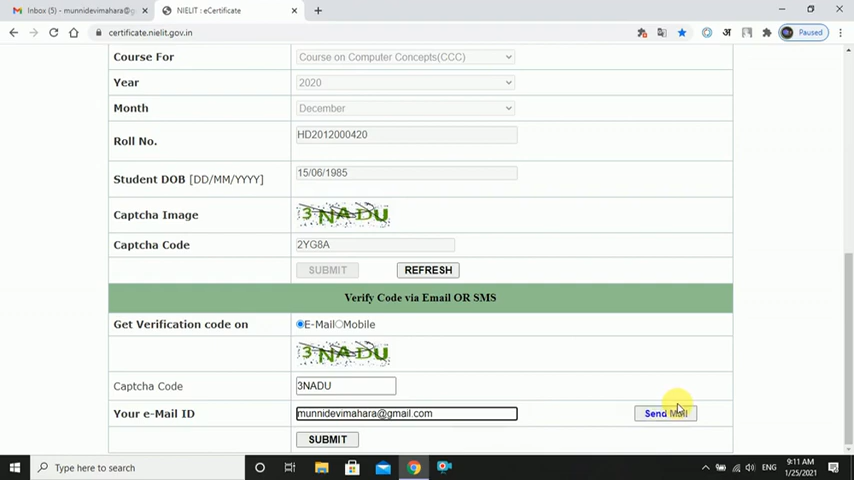 Inbox (5) - munnidevimahara@g
NIELIT : eCertificate
certificate.nielit.gov.in
Paused
Course For
Course on Computer Concepts(CCC)
Year
2020
Month
December
Roll No.
HD2012000420
Student DOB [DD/MM/YYYY]
15/06/1985
Captcha Image
3NADU
Captcha Code
2YG8A
SUBMIT
REFRESH
Verify Code via Email OR SMS
Get Verification code on
E-Mail Mobile
3NADU
Captcha Code
3NADU
Your e-Mail ID
munnidevimahara@gmail.com
Send Mail
SUBMIT
Type here to search
ENG
9:11 AM
1/25/2021